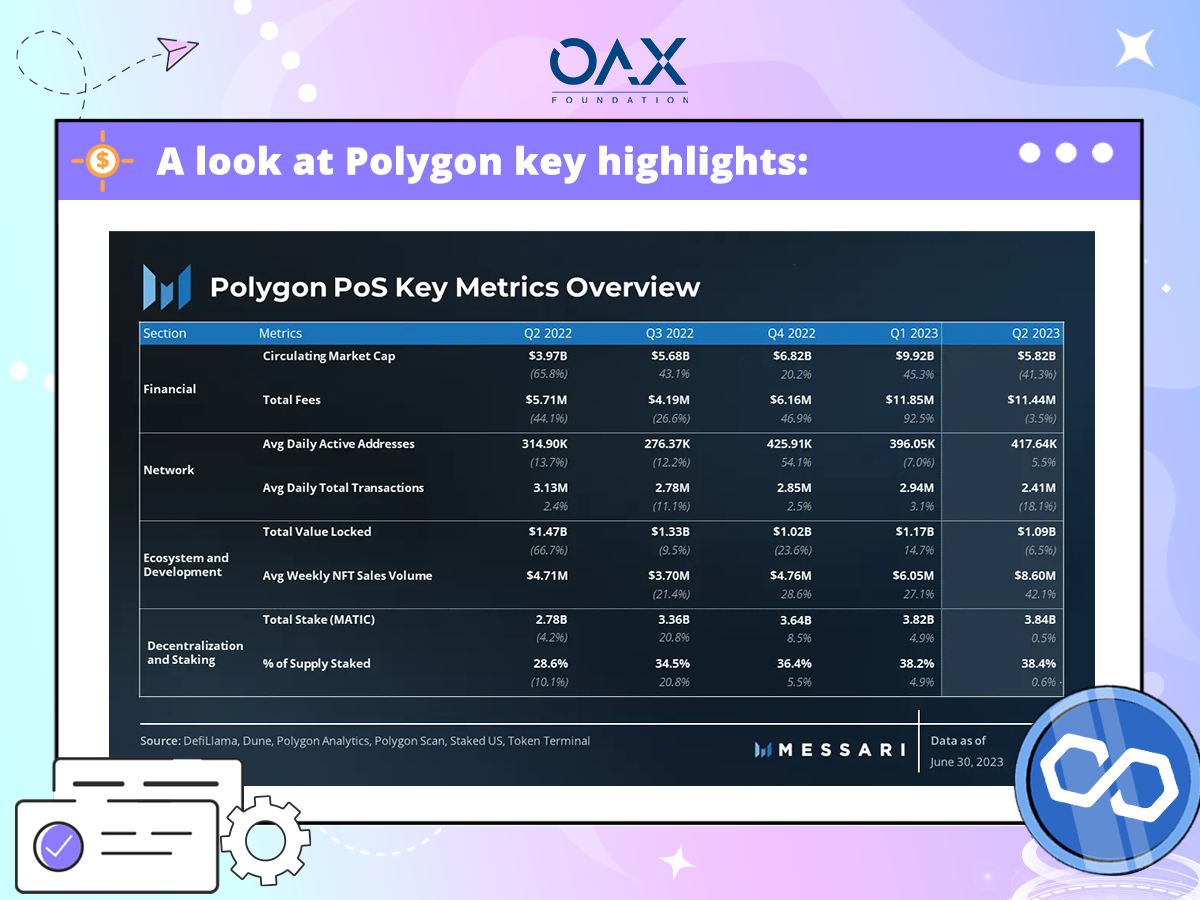 OAX
FOUNDATION
A look at Polygon key highlights:
Polygon PoS Key Metrics Overview
Section Metrics Q2 2022 Q3 2022 Q4 2022 Q1 2023 Q2 2023
Financial
Circulating Market Cap $3.97B $5.68B $6.82B $9.92B $5.82B
(65.8%) 43.1% 20.2% 45.3% (41.3%)
Total Fees $5.71M $4.19M $6.16M $11.85M $11.44M
(44.1%) (26.6%) 46.9% 92.5% (3.5%)
Network
Avg Daily Active Addresses 314.90K 276.37K 425.91K 396.05K 417.64K
(13.7%) (12.2%) 54.1% (7.0%) 5.5%
Avg Daily Total Transactions 3.13M 2.78M 2.85M 2.94M 2.41M
2.4% (11.1%) 2.5% 3.1% (18.1%)
Ecosystem and
Development
Total Value Locked $1.47B $1.33B $1.02B $1.17B $1.09B
(66.7%) (9.5%) (23.6%) 14.7% (6.5%)
Avg Weekly NFT Sales Volume $4.71M $3.70M $4.76M $6.05M $8.60M
(21.4%) 28.6% 27.1% 42.1%
Decentralization
and Staking
Total Stake (MATIC) 2.78B 3.36B 3.64B 3.82B 3.84B
(4.2%) 20.8% 8.5% 4.9% 0.5%
% of Supply Staked 28.6% 34.5% 36.4% 38.2% 38.4%
(10.1%) 20.8% 5.5% 4.9% 0.6%
Source: DefiLlama, Dune, Polygon Analytics, Polygon Scan, Staked US, Token Terminal
MESSARI
Data as of
June 30, 2023